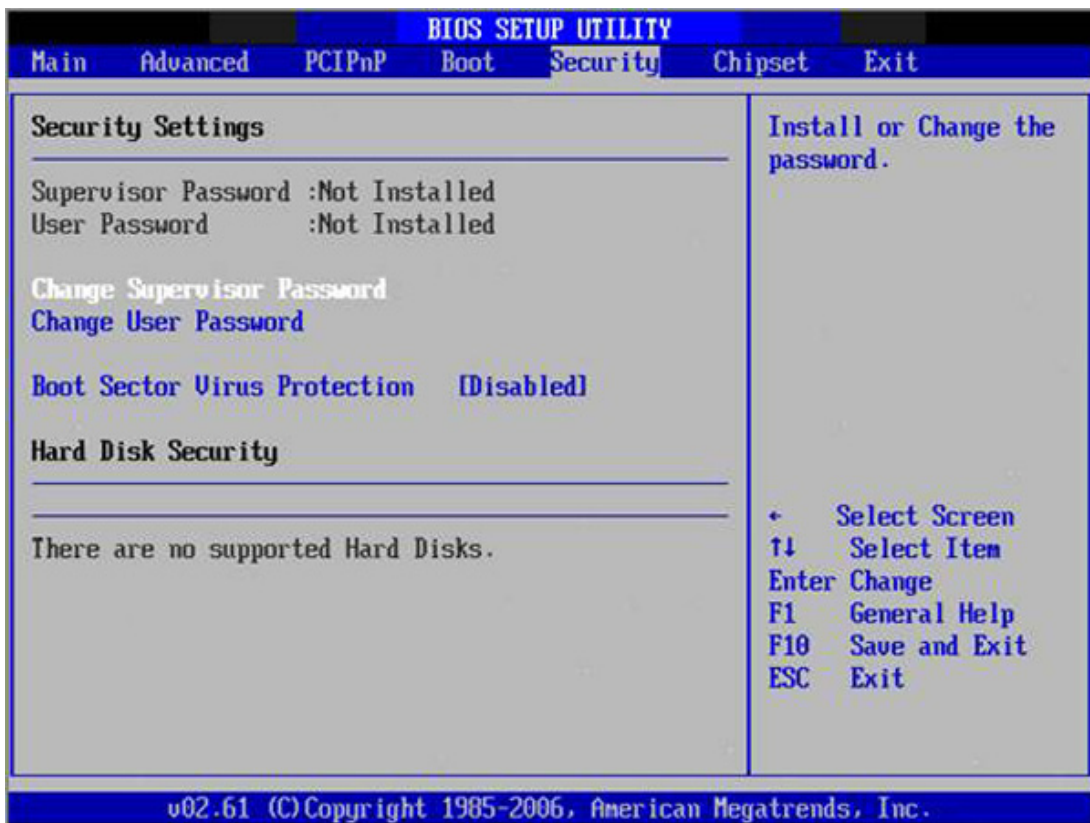 BIOS SETUP UTILITY
Main Advanced PCIPnP Boot Security Chipset Exit
Security Settings
Supervisor Password :Not Installed
User Password :Not Installed
Change Supervisor Password
Change User Password
Boot Sector Virus Protection [Disabled]
Hard Disk Security
There are no supported Hard Disks.
Install or Change the
password.
← Select Screen
↑↓ Select Item
Enter Change
F1 General Help
F10 Save and Exit
ESC Exit
v02.61 (C)Copyright 1985-2006, American Megatrends, Inc.